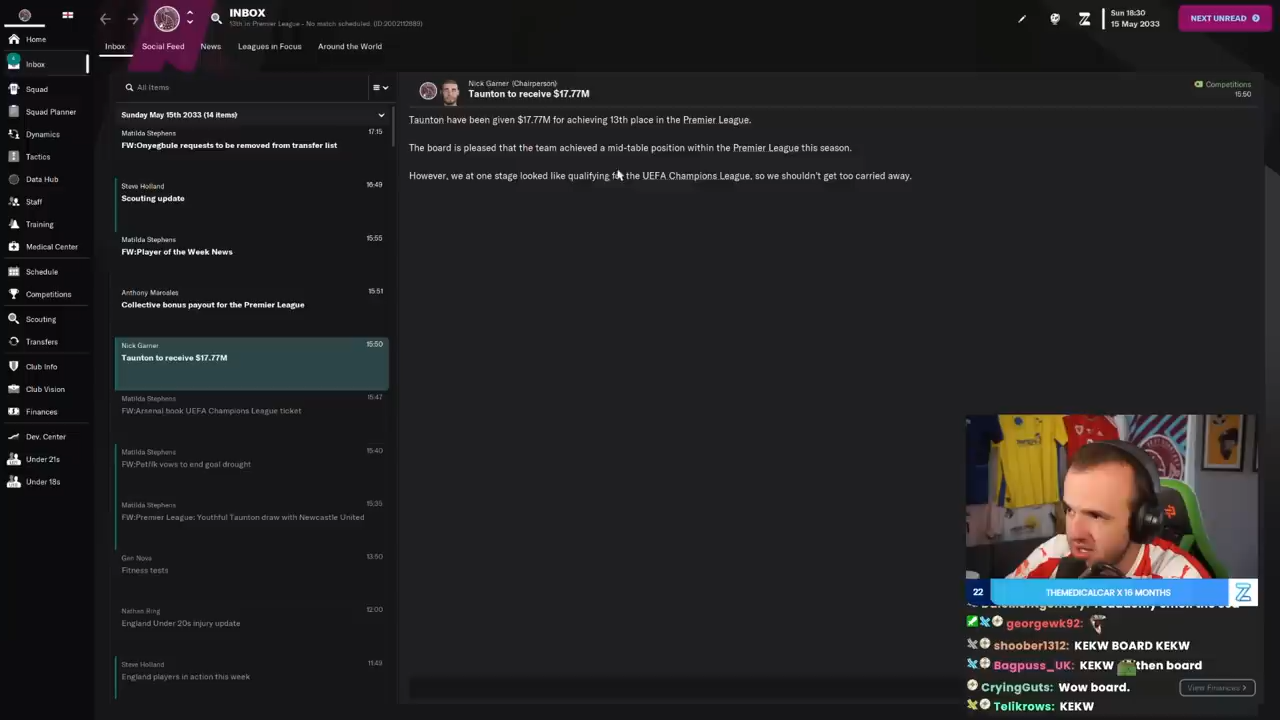 INBOX
13th in Premier League - No match scheduled. (ID:2002112689)
Sun 18:30
15 May 2033
NEXT UNREAD
Inbox
Social Feed
News
Leagues in Focus
Around the World
Home
Inbox
Squad
Squad Planner
Dynamics
Tactics
Data Hub
Staff
Training
Medical Center
Schedule
Competitions
Scouting
Transfers
Club Info
Club Vision
Finances
Dev. Center
Under 21s
Under 18s
All Items
Sunday May 15th 2033 (14 items)
Matilda Stephens 17:15
FW:Onyegbule requests to be removed from transfer list
Steve Holland 16:49
Scouting update
Matilda Stephens 15:55
FW:Player of the Week News
Anthony Maroales 15:51
Collective bonus payout for the Premier League
Nick Garner 15:50
Taunton to receive $17.77M
Matilda Stephens 15:47
FW:Arsenal book UEFA Champions League ticket
Matilda Stephens 15:40
vows to end goal drought
Matilda Stephens 15:35
FW:Premier League: Youthful Taunton draw with Newcastle United
Gen Nova 13:50
Fitness tests
Nathan Ring 12:00
England Under 20s injury update
Steve Holland 11:43
England players in action this week
Nick Garner (Chairperson)
Taunton to receive $17.77M
Competitions
15:50
Taunton have been given $17.77M for achieving 13th place in the Premier League.
The board is pleased that the team achieved a mid-table position within the Premier League this season.
However, we at one stage looked like qualifying for the UEFA Champions League, so we shouldn't get too carried away.
22
THEMEDICALCAR X 16 MONTHS
georgewk92:
shoober1312: KEKW BOARD KEKW
Bagpuss_UK: KEKW then board
CryingGuts: Wow board.
Telikrows: KEKW
View Finances >